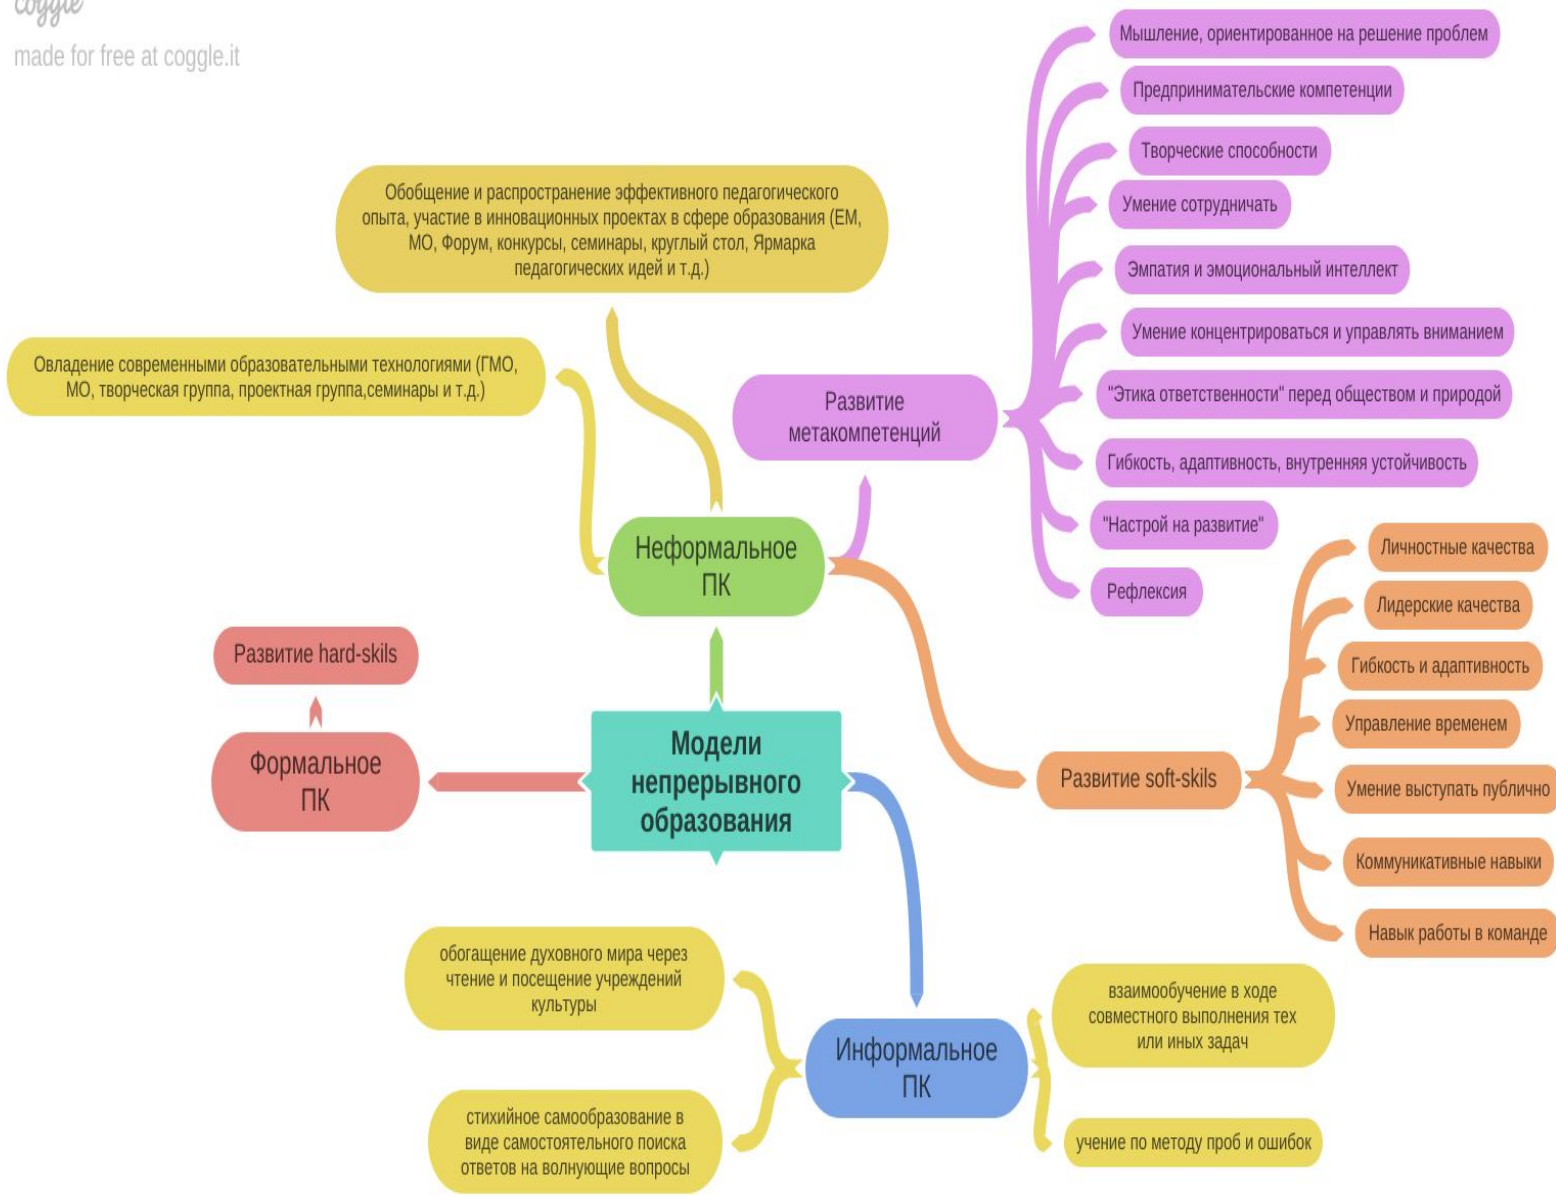 coggle
made for free at coggle.it
Мышление, ориентированное на решение проблем
Предпринимательские компетенции
Творческие способности
Умение сотрудничать
Эмпатия и эмоциональный интеллект
Умение концентрироваться и управлять вниманием
"Этика ответственности" перед обществом и природой
Гибкость, адаптивность, внутренняя устойчивость
"Настрой на развитие"
Рефлексия
Обобщение и распространение эффективного педагогического
опыта, участие в инновационных проектах в сфере образования (ЕМ,
МО, Форум, конкурсы, семинары, круглый стол, Ярмарка
педагогических идей и т.д.)
Овладение современными образовательными технологиями (ГМО,
МО, творческая группа, проектная группа,семинары и т.д.)
Развитие
метакомпетенций
Неформальное
ПК
Развитие hard-skils
Формальное
ПК
Модели
непрерывного
образования
Развитие soft-skils
Личностные качества
Лидерские качества
Гибкость и адаптивность
Управление временем
Умение выступать публично
Коммуникативные навыки
Навык работы в команде
обогащение духовного мира через
чтение и посещение учреждений
культуры
стихийное самообразование в
виде самостоятельного поиска
ответов на волнующие вопросы
Информальное
ПК
взаимообучение в ходе
совместного выполнения тех
или иных задач
учение по методу проб и ошибок